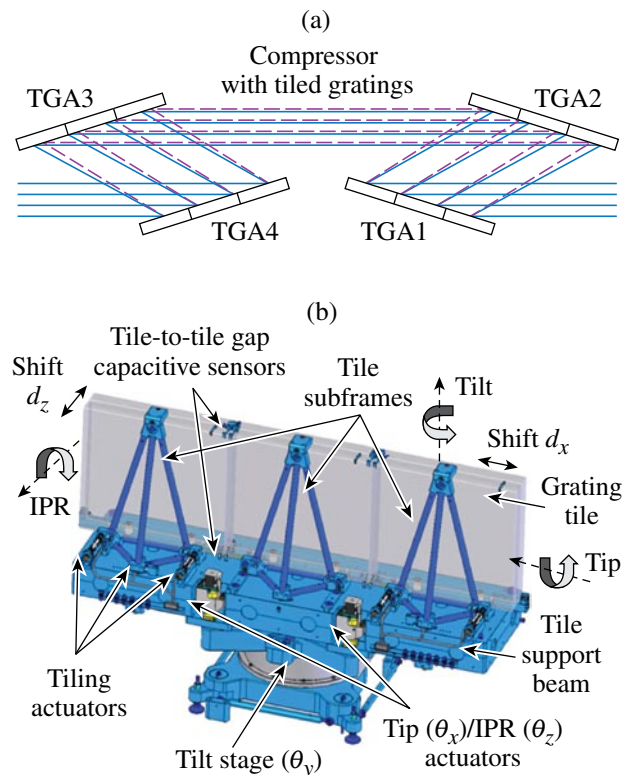 (a)
Compressor
with tiled gratings
TGA3
TGA2
TGA4
TGA1
(b)
Tile-to-tile gap
capacitive sensors
Shift
d_z
Tile
subframes
Tilt
Shift d_x
Grating
tile
IPR
Tip
Tiling
actuators
Tile
support
beam
Tilt stage (θ_y)
Tip (θ_x)/IPR (θ_z)
actuators